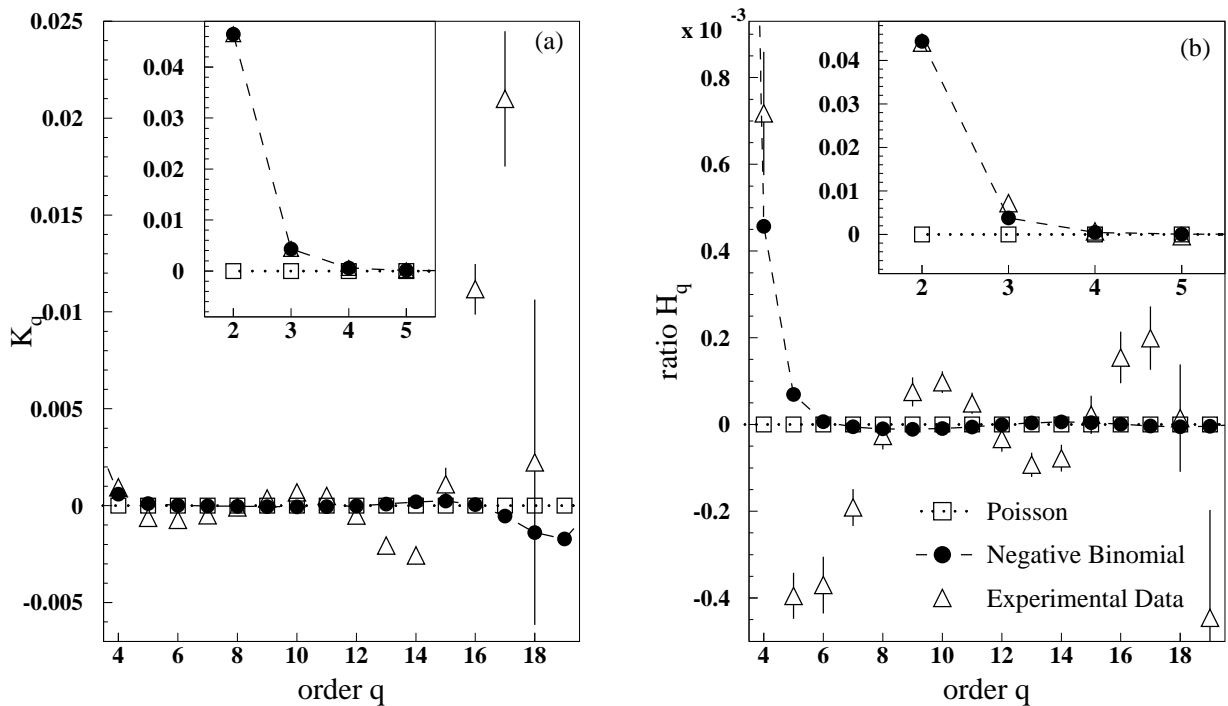 (a)
0.025
0.02
0.015
0.01
0.005
0
-0.005
K_q
4 6 8 10 12 14 16 18
order q
0.04
0.03
0.02
0.01
0
2 3 4 5
(b)
x 10^-3
0.8
0.6
0.4
0.2
0
-0.2
-0.4
ratio H_q
4 6 8 10 12 14 16 18
order q
0.04
0.03
0.02
0.01
0
2 3 4 5
Poisson
Negative Binomial
Experimental Data